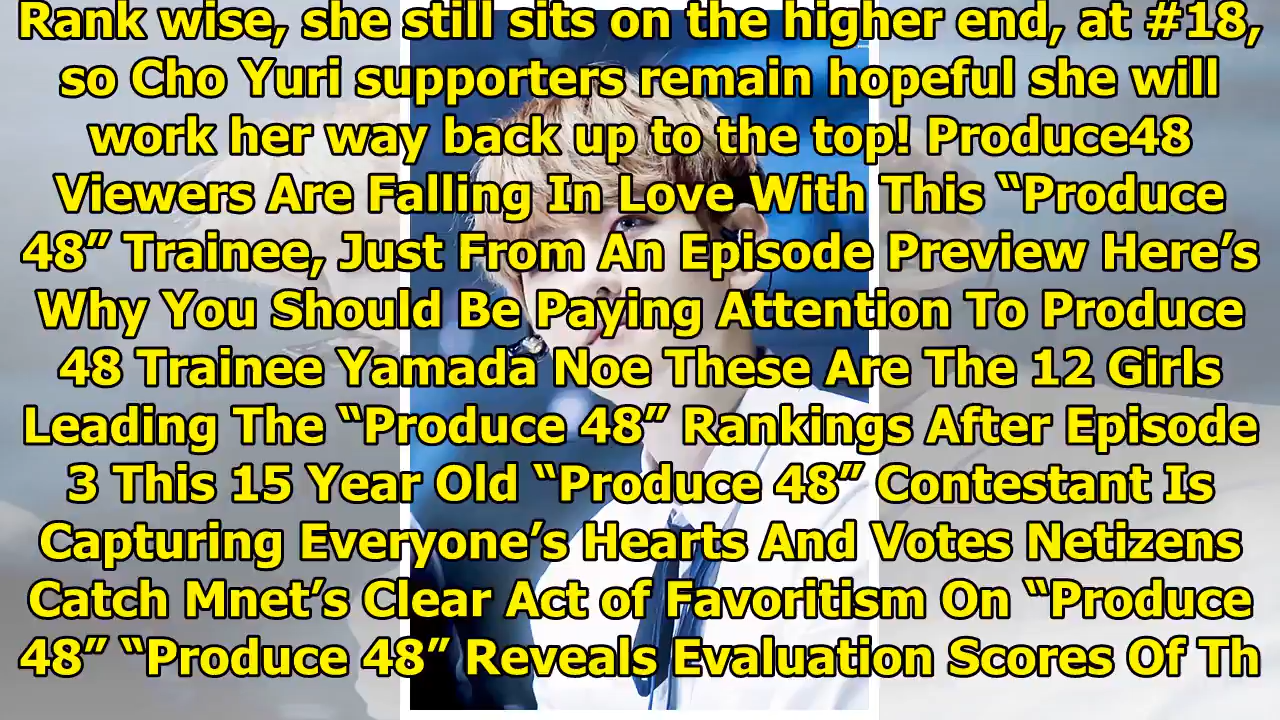 Rank wise, she still sits on the higher end, at #18,
so Cho Yuri supporters remain hopeful she will
work her way back up to the top! Produce48
Viewers Are Falling In Love With This “Produce
48” Trainee, Just From An Episode Preview Here’s
Why You Should Be Paying Attention To Produce
48 Trainee Yamada Noe These Are The 12 Girls
Leading The “Produce 48” Rankings After Episode
3 This 15 Year Old “Produce 48” Contestant Is
Capturing Everyone’s Hearts And Votes Netizens
Catch Mnet’s Clear Act of Favoritism On “Produce
48” “Produce 48” Reveals Evaluation Scores Of Th